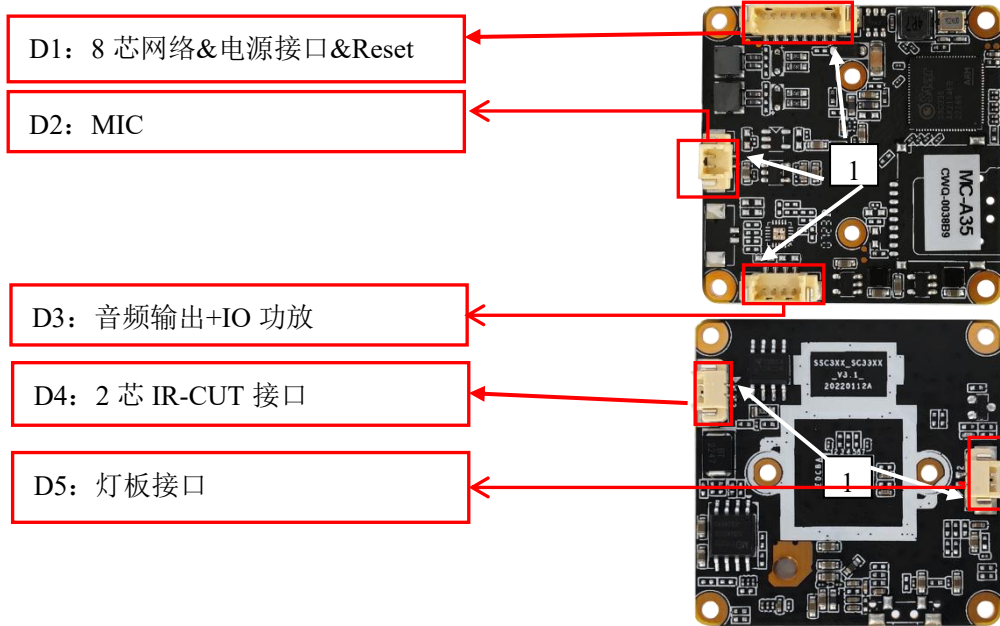 D1：8 芯网络&电源接口&Reset
D2：MIC
D3：音频输出+IO 功放
D4：2 芯 IR-CUT 接口
D5：灯板接口
1
ARM
MC-A35
CWQ-0038B9
SSC3XX_SC33XX
_V3.1_
20220112A
1